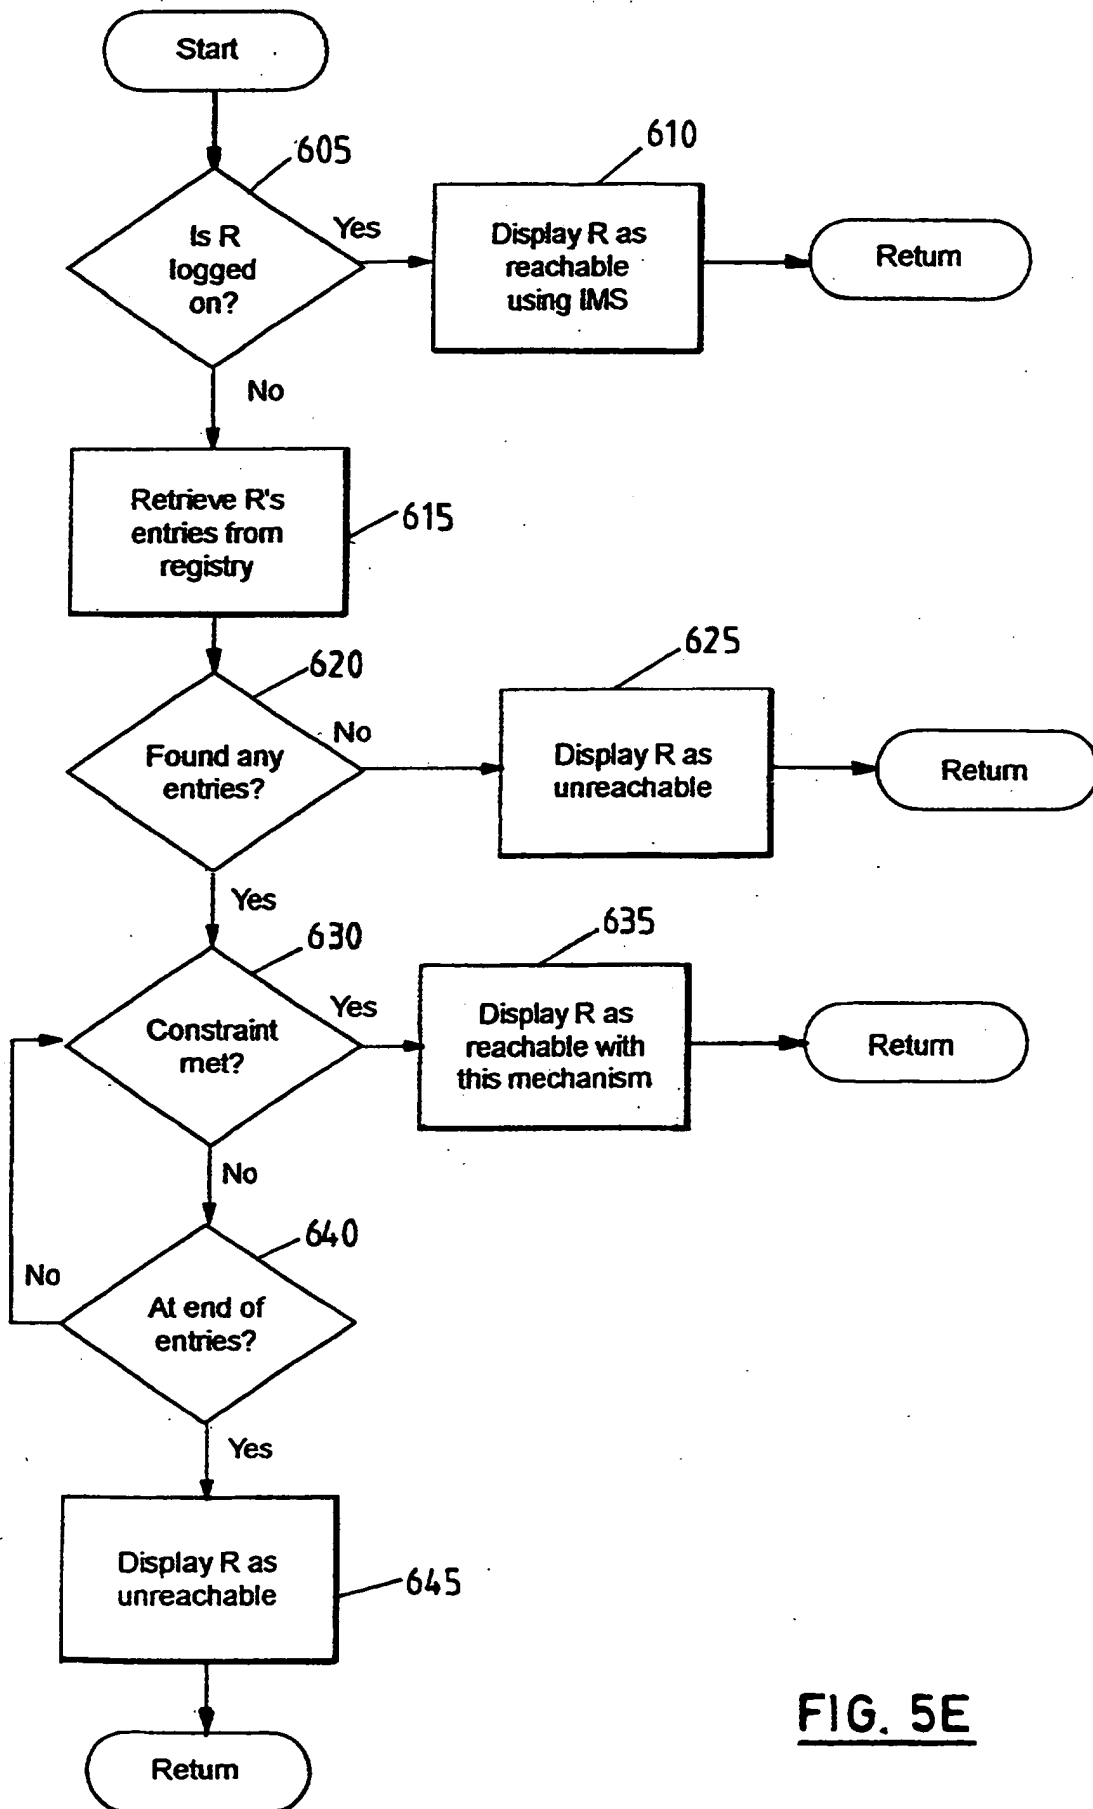 Start
605
Is R
logged
on?
Yes
610
Display R as
reachable
using IMS
Return
No
Retrieve R's
entries from
registry
615
620
Found any
entries?
No
625
Display R as
unreachable
Return
Yes
630
Constraint
met?
Yes
635
Display R as
reachable with
this mechanism
Return
No
640
At end of
entries?
No
Yes
Display R as
unreachable
645
Return
FIG. 5E